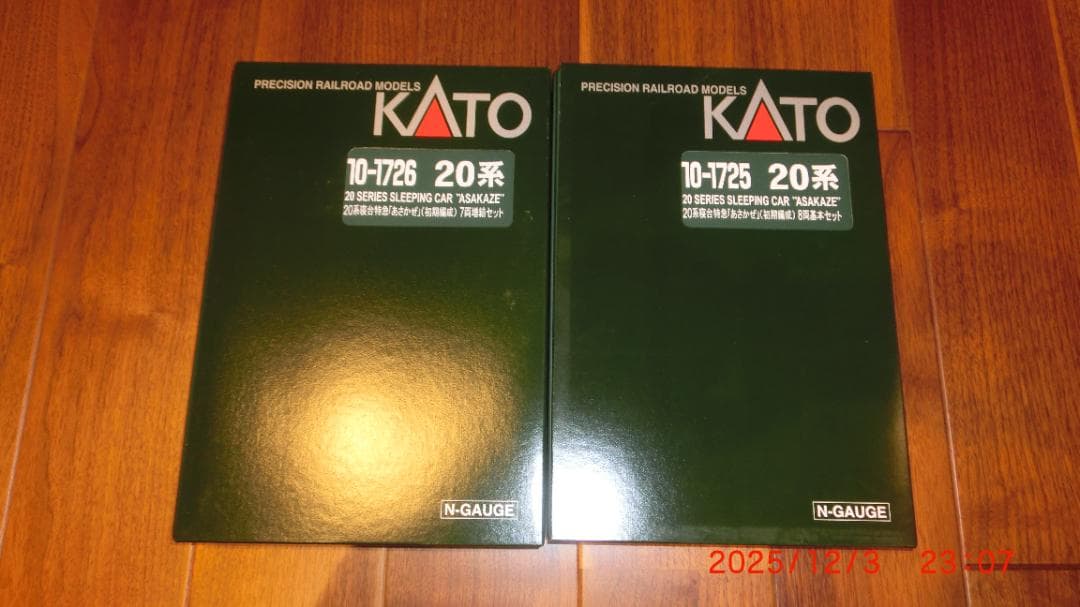 PRECISION RAILROAD MODELS
KATO
10-1726 20系
20 SERIES SLEEPING CAR "ASAKAZE"
20系寝台特急「あさかぜ」(初期編成) 7両増結セット
N-GAUGE
PRECISION RAILROAD MODELS
KATO
10-1725 20系
20 SERIES SLEEPING CAR "ASAKAZE"
20系寝台特急「あさかぜ」(初期編成) 8両基本セット
N-GAUGE
2025/12/3 23:07